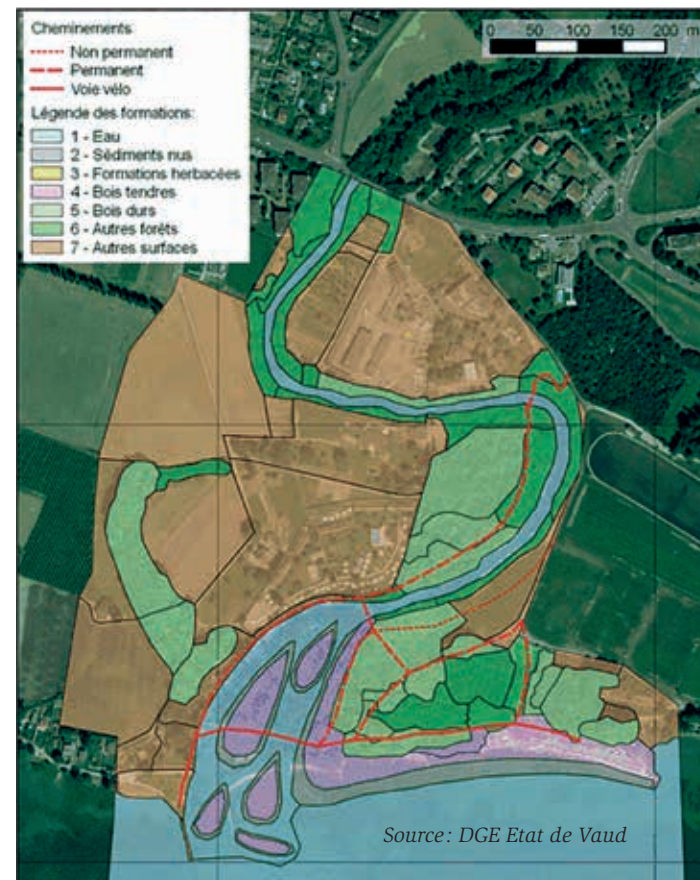 Cheminements
Non permanent
Permanent
Voie vélo
Légende des formations:
1 - Eau
2 - Sédiments nus
3 - Formations herbacées
4 - Bois tendres
5 - Bois durs
6 - Autres forêts
7 - Autres surfaces
0 50 100 150 200 m
Source: DGE Etat de Vaud